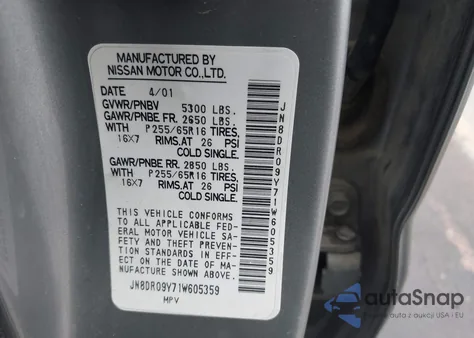 MANUFACTURED BY
NISSAN MOTOR CO.,LTD.
DATE 4/01
GVWR/PNBV 5300 LBS.
GAWR/PNBE FR. 2650 LBS.
WITH P255/65R16 TIRES,
16X7 RIMS.AT 26 PSI
COLD SINGLE.
GAWR/PNBE RR. 2850 LBS.
WITH P255/65R16 TIRES,
16X7 RIMS.AT 26 PSI
COLD SINGLE.
THIS VEHICLE CONFORMS
TO ALL APPLICABLE FED-
ERAL MOTOR VEHICLE SA-
FETY AND THEFT PREVEN-
TION STANDARDS IN EFF-
ECT ON THE DATE OF MA-
NUFACTURE SHOWN ABOVE.
JN8DR09Y71W605359
MPV
JN8DR09Y71W605359
autoSnap